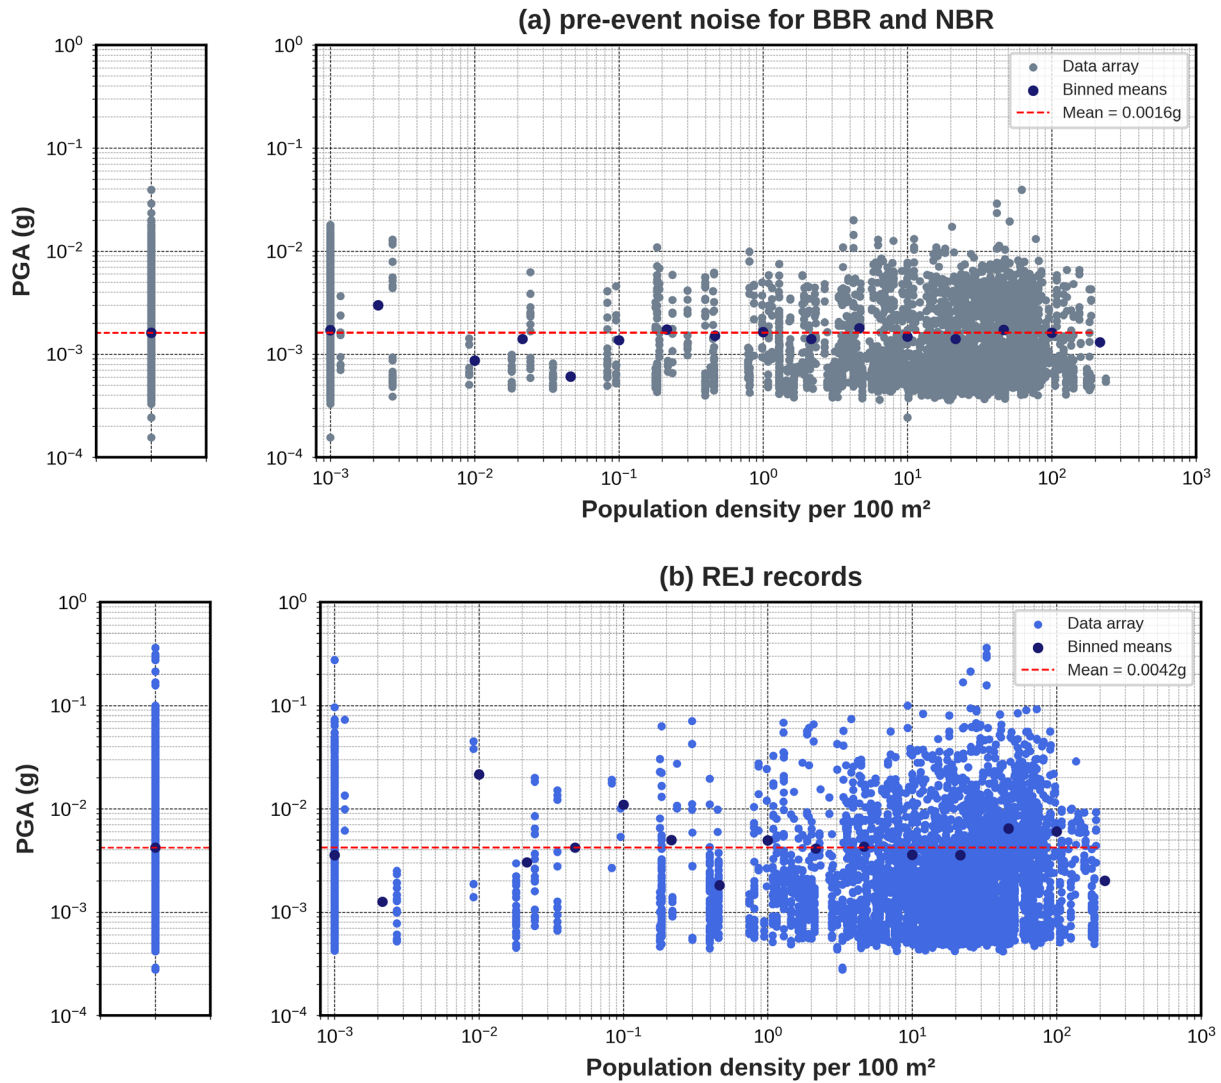 (a) pre-event noise for BBR and NBR
PGA (g)
10⁰
10⁻¹
10⁻²
10⁻³
10⁻⁴
10⁰
10⁻¹
10⁻²
10⁻³
10⁻⁴
Data array
Binned means
Mean = 0.0016g
10⁻³ 10⁻² 10⁻¹ 10⁰ 10¹ 10² 10³
Population density per 100 m²
(b) REJ records
PGA (g)
10⁰
10⁻¹
10⁻²
10⁻³
10⁻⁴
10⁰
10⁻¹
10⁻²
10⁻³
10⁻⁴
Data array
Binned means
Mean = 0.0042g
10⁻³ 10⁻² 10⁻¹ 10⁰ 10¹ 10² 10³
Population density per 100 m²